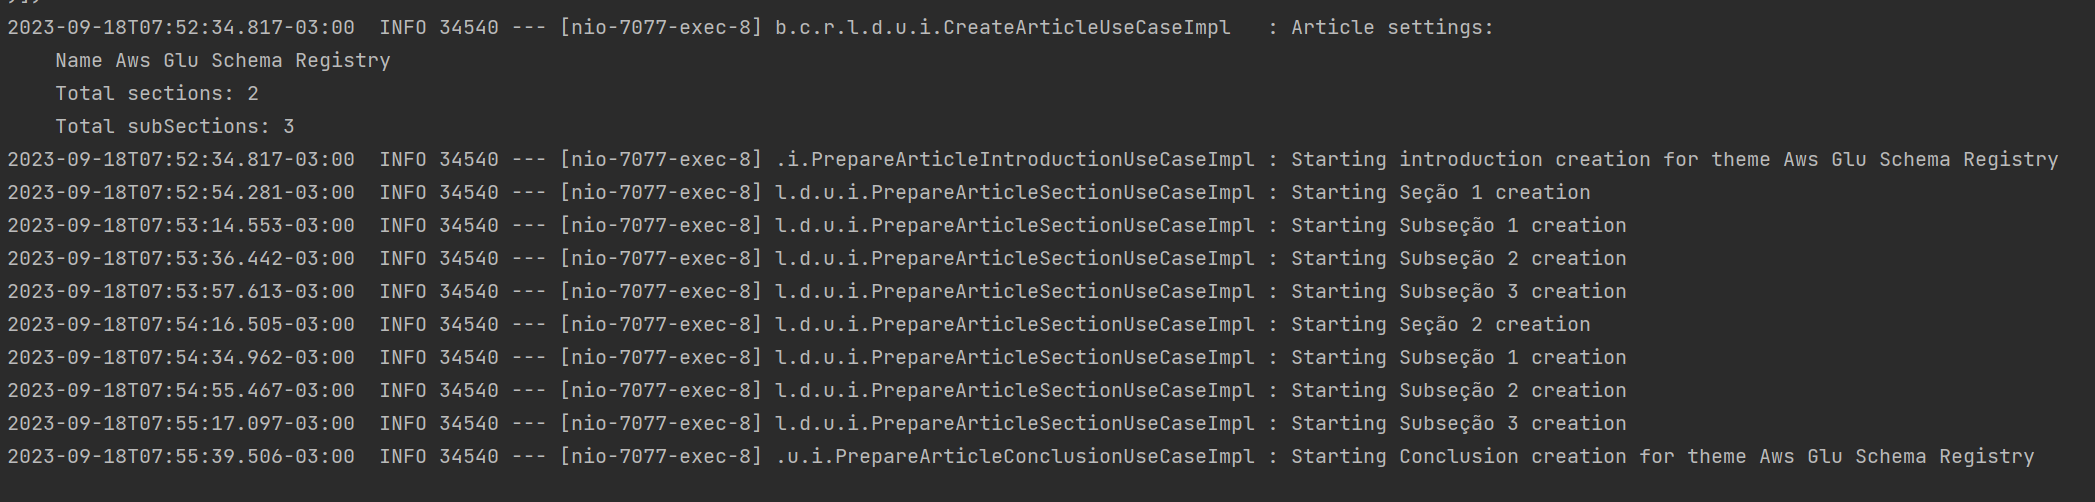 2023-09-18T07:52:34.817-03:00  INFO 34540 --- [nio-7077-exec-8] b.c.r.l.d.u.i.CreateArticleUseCaseImpl   : Article settings:
    Name Aws Glu Schema Registry
    Total sections: 2
    Total subSections: 3
2023-09-18T07:52:34.817-03:00  INFO 34540 --- [nio-7077-exec-8] .i.PrepareArticleIntroductionUseCaseImpl : Starting introduction creation for theme Aws Glu Schema Registry
2023-09-18T07:52:54.281-03:00  INFO 34540 --- [nio-7077-exec-8] l.d.u.i.PrepareArticleSectionUseCaseImpl : Starting Seção 1 creation
2023-09-18T07:53:14.553-03:00  INFO 34540 --- [nio-7077-exec-8] l.d.u.i.PrepareArticleSectionUseCaseImpl : Starting Subseção 1 creation
2023-09-18T07:53:36.442-03:00  INFO 34540 --- [nio-7077-exec-8] l.d.u.i.PrepareArticleSectionUseCaseImpl : Starting Subseção 2 creation
2023-09-18T07:53:57.613-03:00  INFO 34540 --- [nio-7077-exec-8] l.d.u.i.PrepareArticleSectionUseCaseImpl : Starting Subseção 3 creation
2023-09-18T07:54:16.505-03:00  INFO 34540 --- [nio-7077-exec-8] l.d.u.i.PrepareArticleSectionUseCaseImpl : Starting Seção 2 creation
2023-09-18T07:54:34.962-03:00  INFO 34540 --- [nio-7077-exec-8] l.d.u.i.PrepareArticleSectionUseCaseImpl : Starting Subseção 1 creation
2023-09-18T07:54:55.467-03:00  INFO 34540 --- [nio-7077-exec-8] l.d.u.i.PrepareArticleSectionUseCaseImpl : Starting Subseção 2 creation
2023-09-18T07:55:17.097-03:00  INFO 34540 --- [nio-7077-exec-8] l.d.u.i.PrepareArticleSectionUseCaseImpl : Starting Subseção 3 creation
2023-09-18T07:55:39.506-03:00  INFO 34540 --- [nio-7077-exec-8] .u.i.PrepareArticleConclusionUseCaseImpl : Starting Conclusion creation for theme Aws Glu Schema Registry